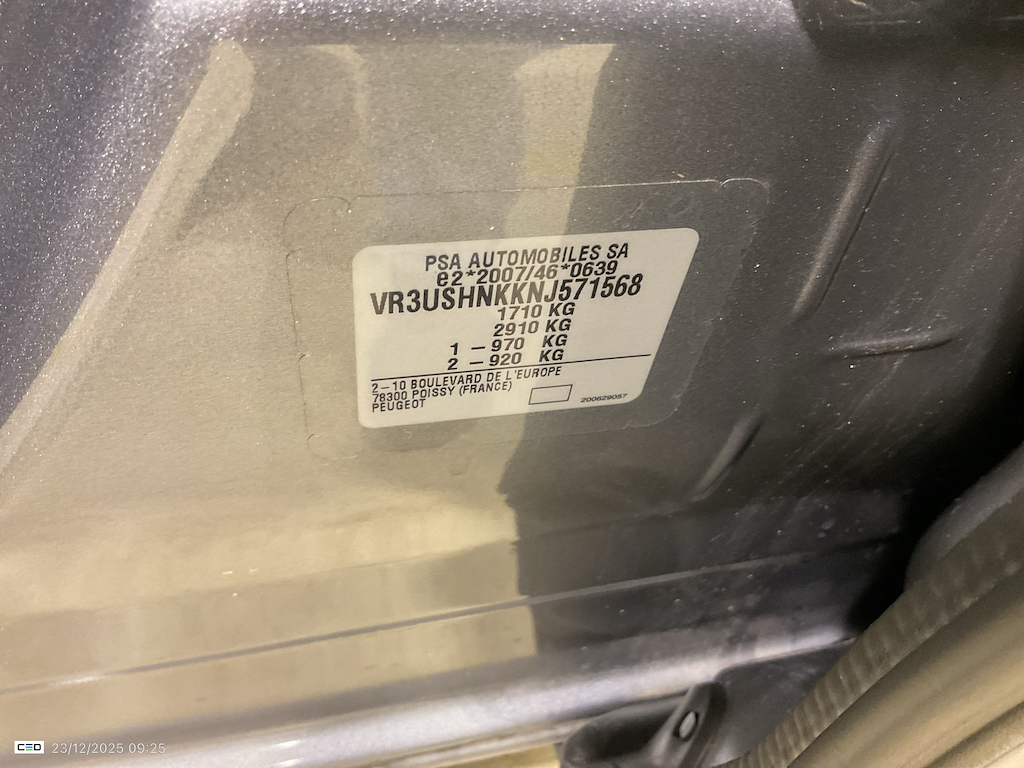 PSA AUTOMOBILES SA
e2*2007/46*0639
VR3USHNKKNJ571568
1710 KG
2910 KG
1 – 970 KG
2 – 920 KG
2–10 BOULEVARD DE L'EUROPE
78300 POISSY (FRANCE)
PEUGEOT
200629057
CEO 23/12/2025 09:25